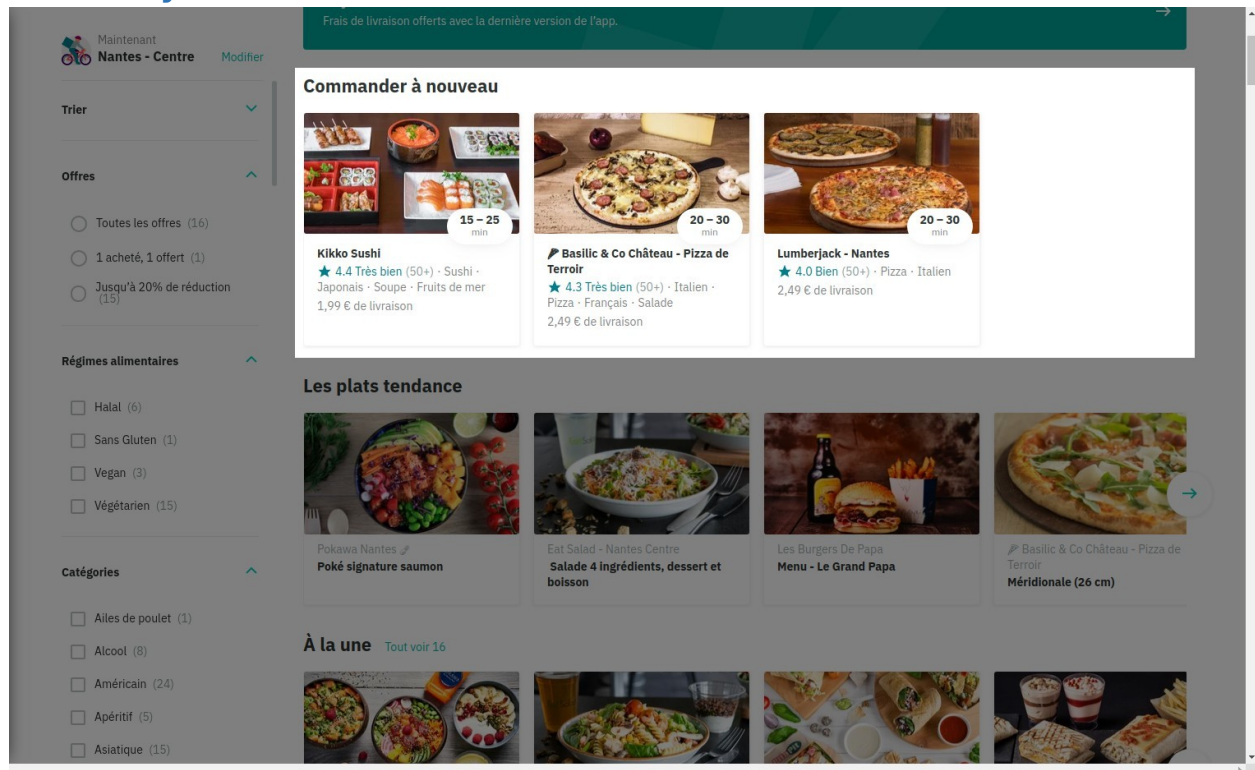 Frais de livraison offerts avec la dernière version de l'app.
Maintenant
Nantes - Centre Modifier
Trier
Offres
Toutes les offres (16)
1 acheté, 1 offert (1)
Jusqu'à 20% de réduction
(15)
Régimes alimentaires
Halal (6)
Sans Gluten (1)
Vegan (3)
Végétarien (15)
Catégories
Ailes de poulet (1)
Alcool (8)
Américain (24)
Apéritif (5)
Asiatique (15)
Commander à nouveau
15 – 25
min
Kikko Sushi
4.4 Très bien (50+) · Sushi ·
Japonais · Soupe · Fruits de mer
1,99 € de livraison
20 – 30
min
Basilic & Co Château - Pizza de
Terroir
4.3 Très bien (50+) · Italien ·
Pizza · Français · Salade
2,49 € de livraison
20 – 30
min
Lumberjack - Nantes
4.0 Bien (50+) · Pizza · Italien
2,49 € de livraison
Les plats tendance
Pokawa Nantes
Poké signature saumon
Eat Salad - Nantes Centre
Salade 4 ingrédients, dessert et
boisson
Les Burgers De Papa
Menu - Le Grand Papa
Basilic & Co Château - Pizza de
Terroir
Méridionale (26 cm)
À la une Tout voir 16